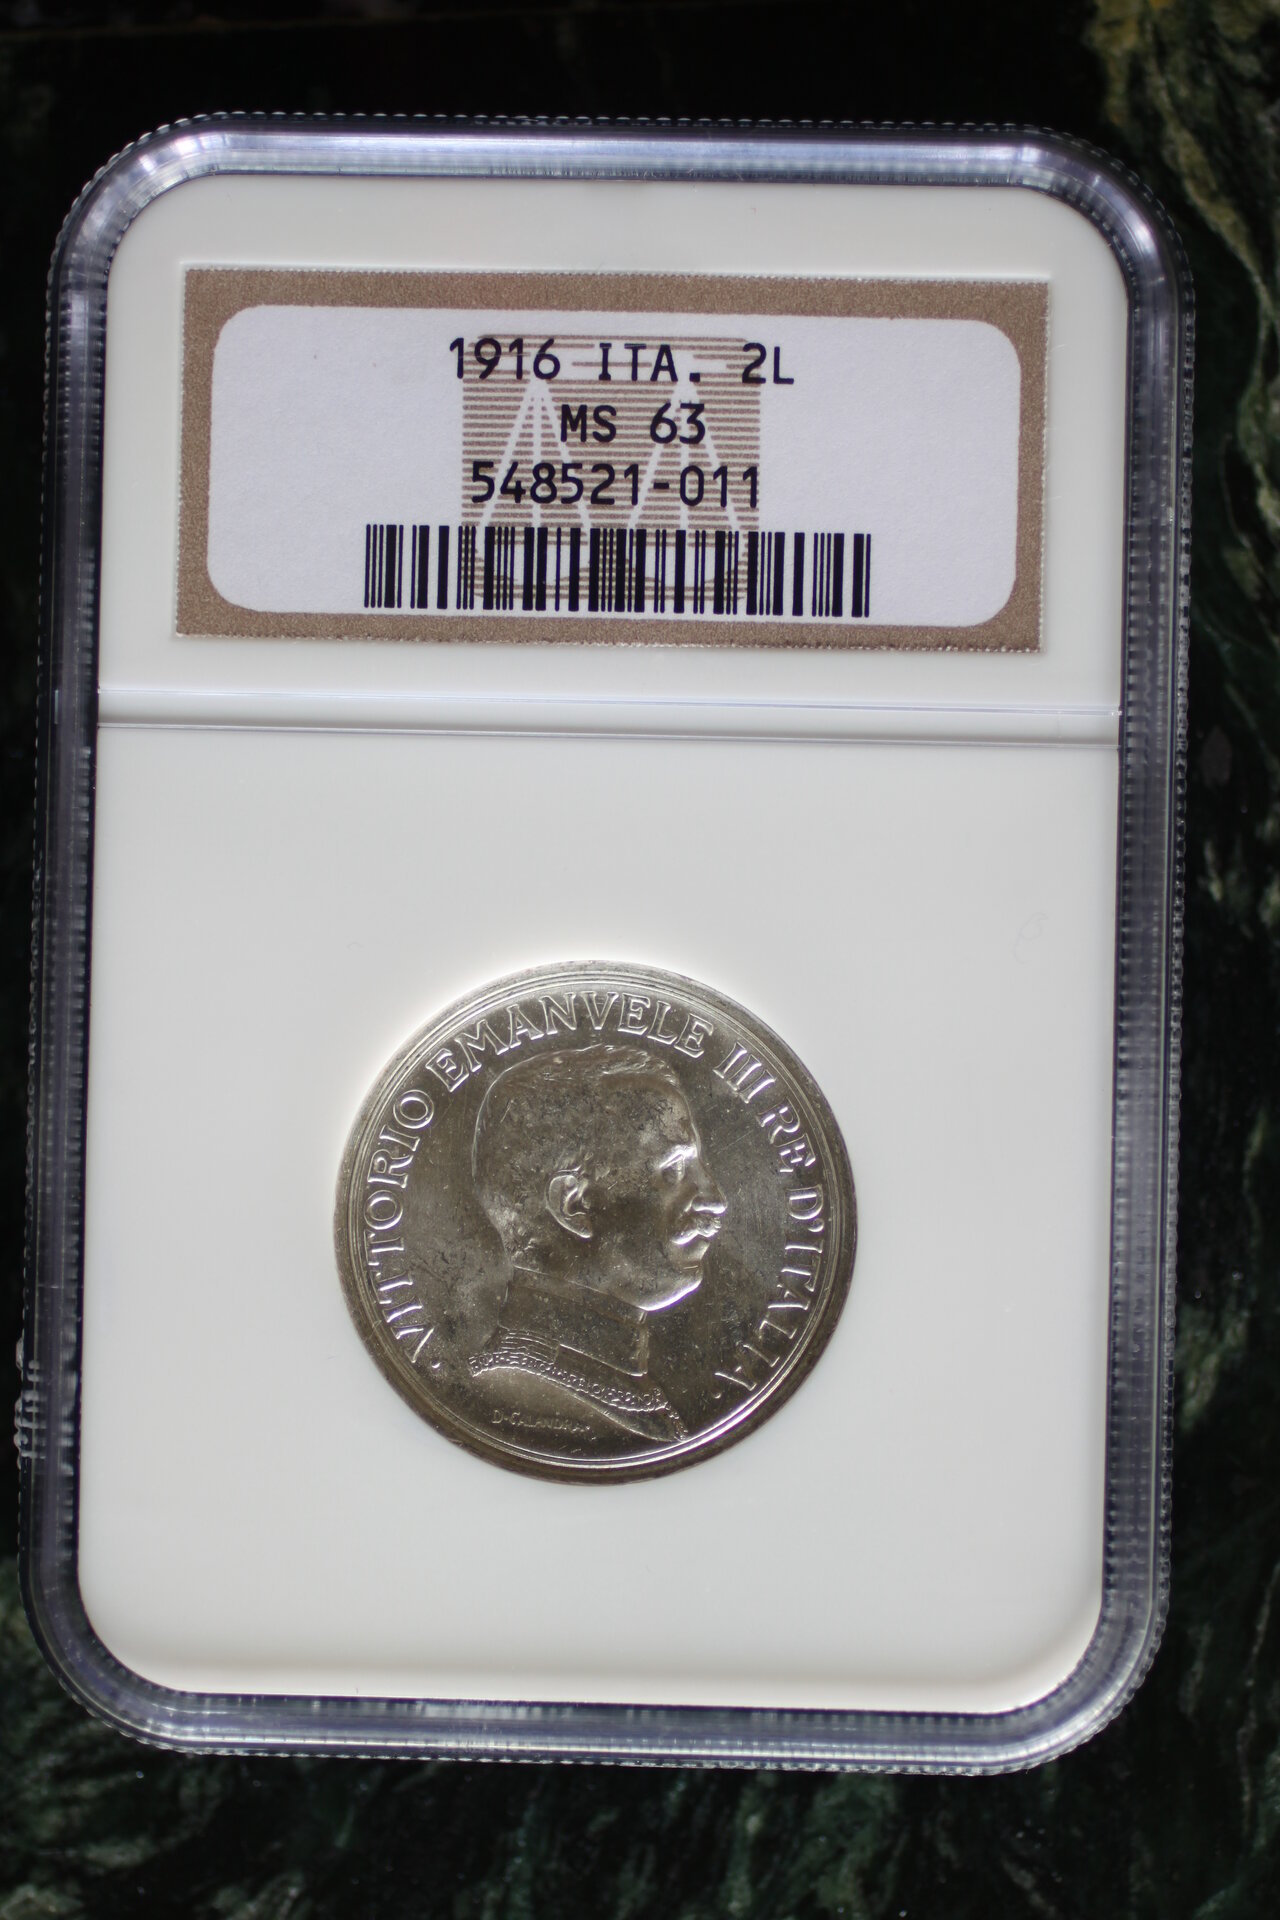 1916 ITA. 2L
MS 63
548521-011
· VITTORIO EMANVELE III RE D'ITALIA ·
D·CALANDRA